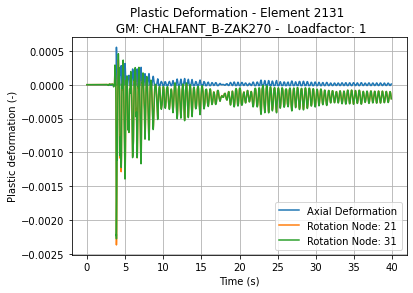 Plastic Deformation - Element 2131
GM: CHALFANT_B-ZAK270 -  Loadfactor: 1
Plastic deformation (-)
0.0005
0.0000
−0.0005
−0.0010
−0.0015
−0.0020
−0.0025
Axial Deformation
Rotation Node: 21
Rotation Node: 31
0 5 10 15 20 25 30 35 40
Time (s)